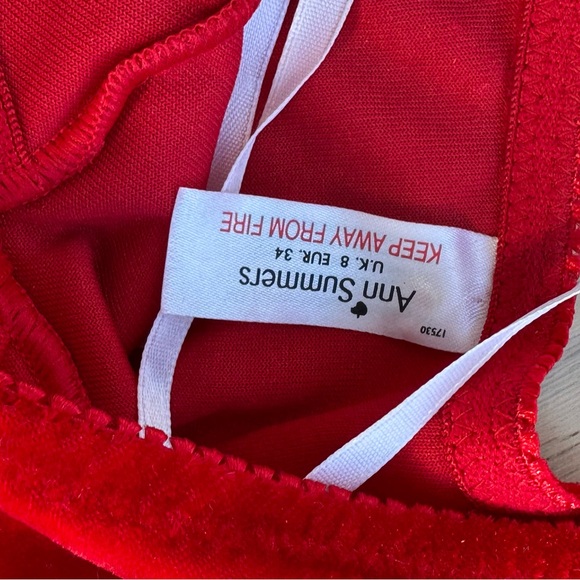 17530
Ann Summers
U.K. 8 EUR. 34
KEEP AWAY FROM FIRE